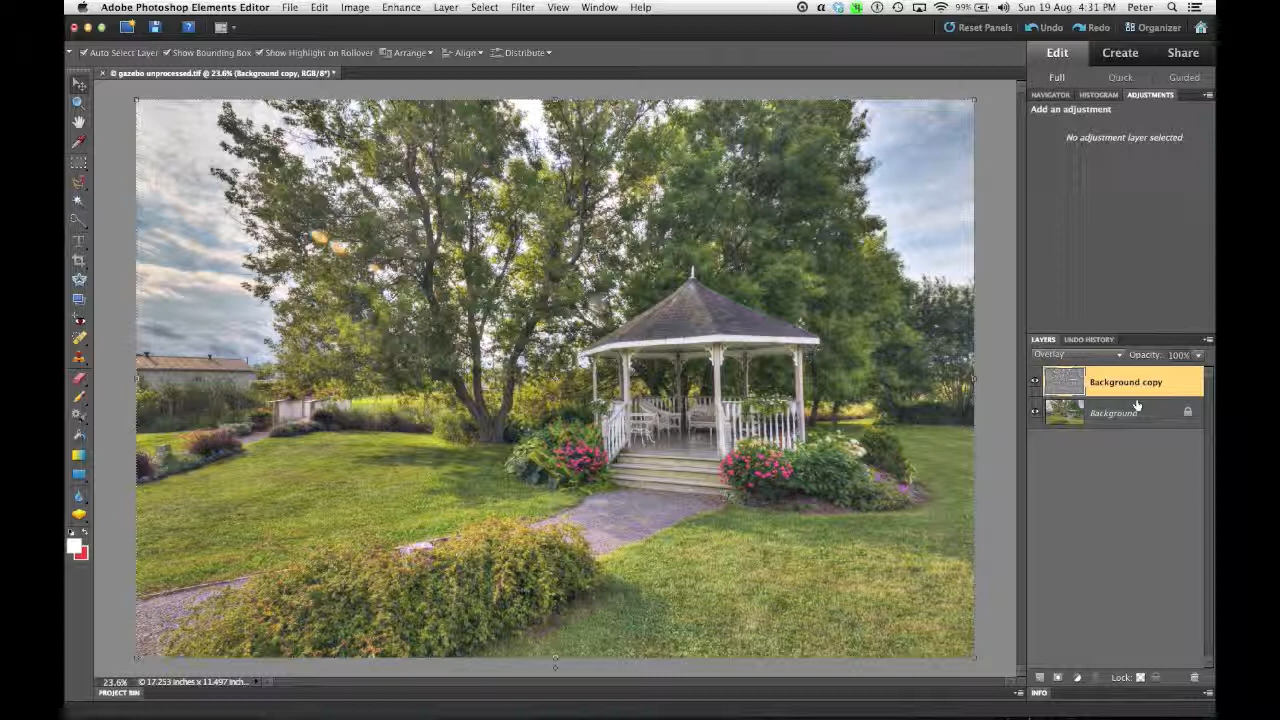 Adobe Photoshop Elements Editor File Edit Image Enhance Layer Select Filter View Window Help 99% Sun 19 Aug 4:31 PM Peter
Reset Panels Undo Redo Organizer
Auto Select Layer Show Bounding Box Show Highlight on Rollover Arrange Align Distribute
Edit Create Share
© gazebo unprocessed.tif @ 23.6% (Background copy, RGB/8*) *
Full Quick Guided
NAVIGATOR HISTOGRAM ADJUSTMENTS
Add an adjustment
No adjustment layer selected
LAYERS UNDO HISTORY
Overlay Opacity: 100%
Background copy
Background
Lock:
23.6% © 17.253 inches x 11.497 inch...
PROJECT BIN INFO